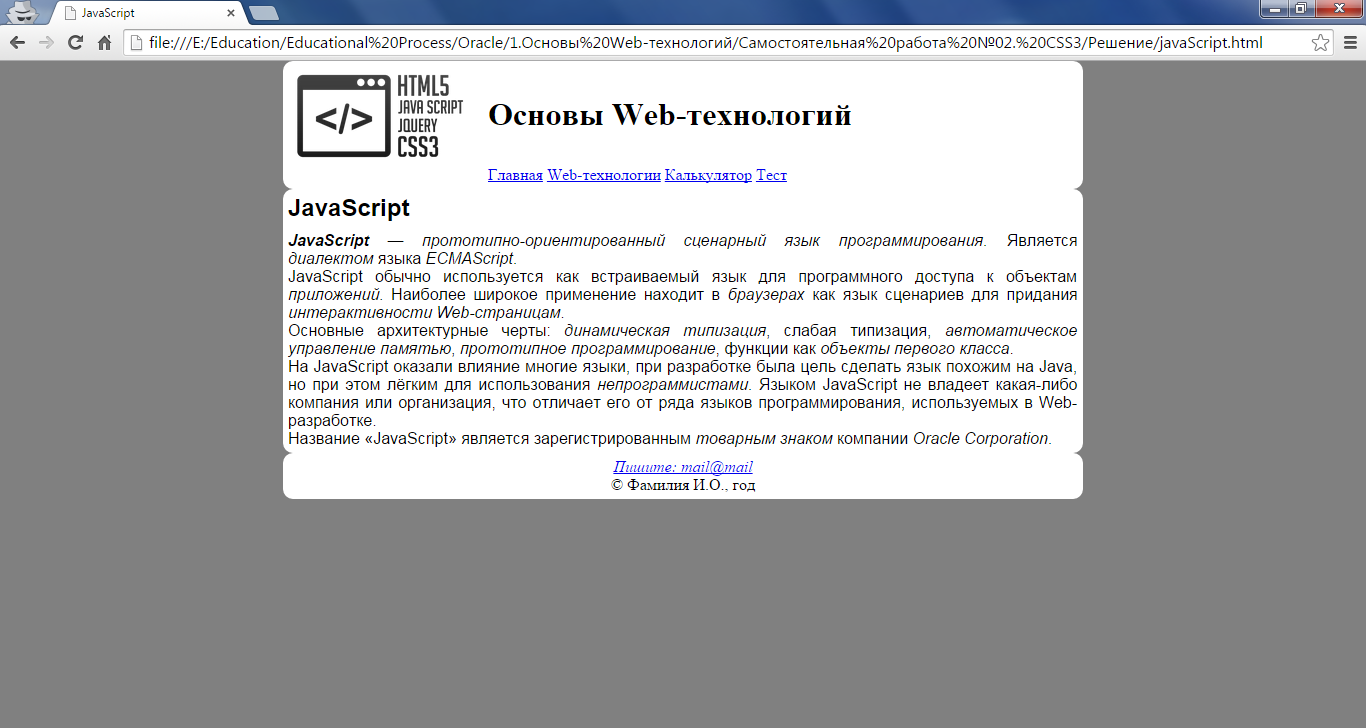 JavaScript
file:///E:/Education/Educational%20Process/Oracle/1.Основы%20Web-технологий/Самостоятельная%20работа%20№02.%20CSS3/Решение/javaScript.html
</>
HTML5
JAVA SCRIPT
JQUERY
CSS3
Основы Web-технологий
Главная Web-технологии Калькулятор Тест
JavaScript
JavaScript — прототипно-ориентированный сценарный язык программирования. Является
диалектом языка ECMAScript.
JavaScript обычно используется как встраиваемый язык для программного доступа к объектам
приложений. Наиболее широкое применение находит в браузерах как язык сценариев для придания
интерактивности Web-страницам.
Основные архитектурные черты: динамическая типизация, слабая типизация, автоматическое
управление памятью, прототипное программирование, функции как объекты первого класса.
На JavaScript оказали влияние многие языки, при разработке была цель сделать язык похожим на Java,
но при этом лёгким для использования непрограммистами. Языком JavaScript не владеет какая-либо
компания или организация, что отличает его от ряда языков программирования, используемых в Web-
разработке.
Название «JavaScript» является зарегистрированным товарным знаком компании Oracle Corporation.
Пишите: mail@mail
© Фамилия И.О., год